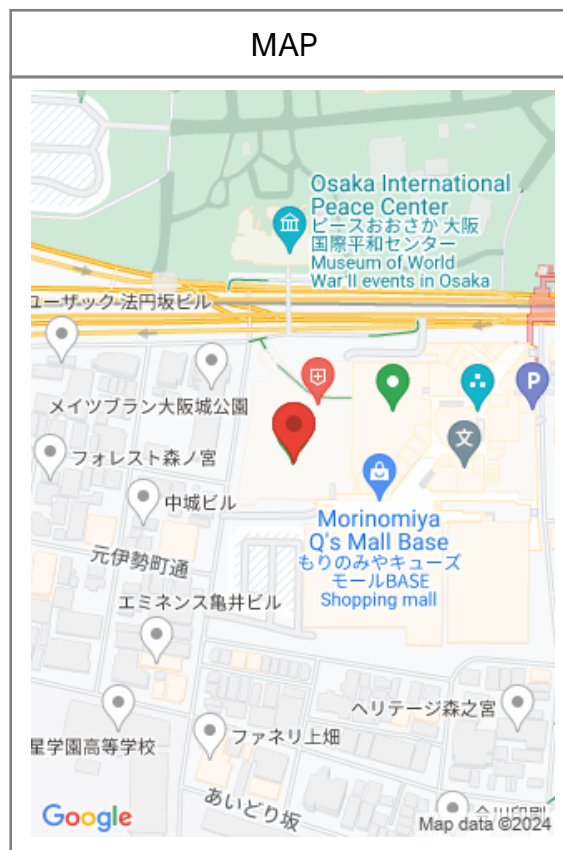 MAP
Osaka International
Peace Center
ピースおおさか 大阪
国際平和センター
Museum of World
War II events in Osaka
ユーザック 法円坂ビル
メイツブラン大阪城公園
P
文
フォレスト森ノ宮
中城ビル
Morinomiya
Q's Mall Base
もりのみやキューズ
モールBASE
Shopping mall
元伊勢町通
エミネンス亀井ビル
ヘリテージ森之宮
ファネリ上畑
星学園高等学校
あいどり坂
Google
Map data ©2024